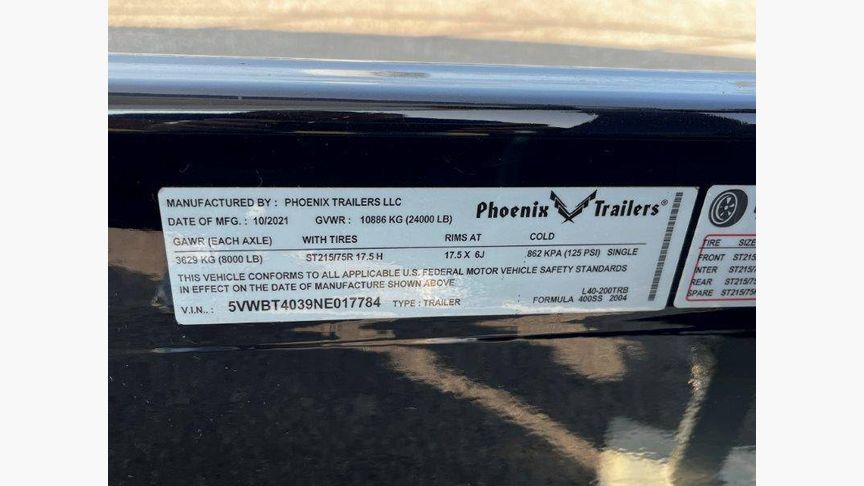 MANUFACTURED BY : PHOENIX TRAILERS LLC
DATE OF MFG. : 10/2021 GVWR : 10886 KG (24000 LB)
Phoenix Trailers®
GAWR (EACH AXLE) WITH TIRES RIMS AT COLD
3629 KG (8000 LB) ST215/75R 17.5 H 17.5 X 6J .862 KPA (125 PSI) SINGLE
THIS VEHICLE CONFORMS TO ALL APPLICABLE U.S. FEDERAL MOTOR VEHICLE SAFETY STANDARDS
IN EFFECT ON THE DATE OF MANUFACTURE SHOWN ABOVE
L40-200TRB
V.I.N.. : 5VWBT4039NE017784 TYPE : TRAILER FORMULA 400SS 2004
TIRE SIZE
FRONT ST215
INTER ST215/7
REAR ST215/75
SPARE ST215/75